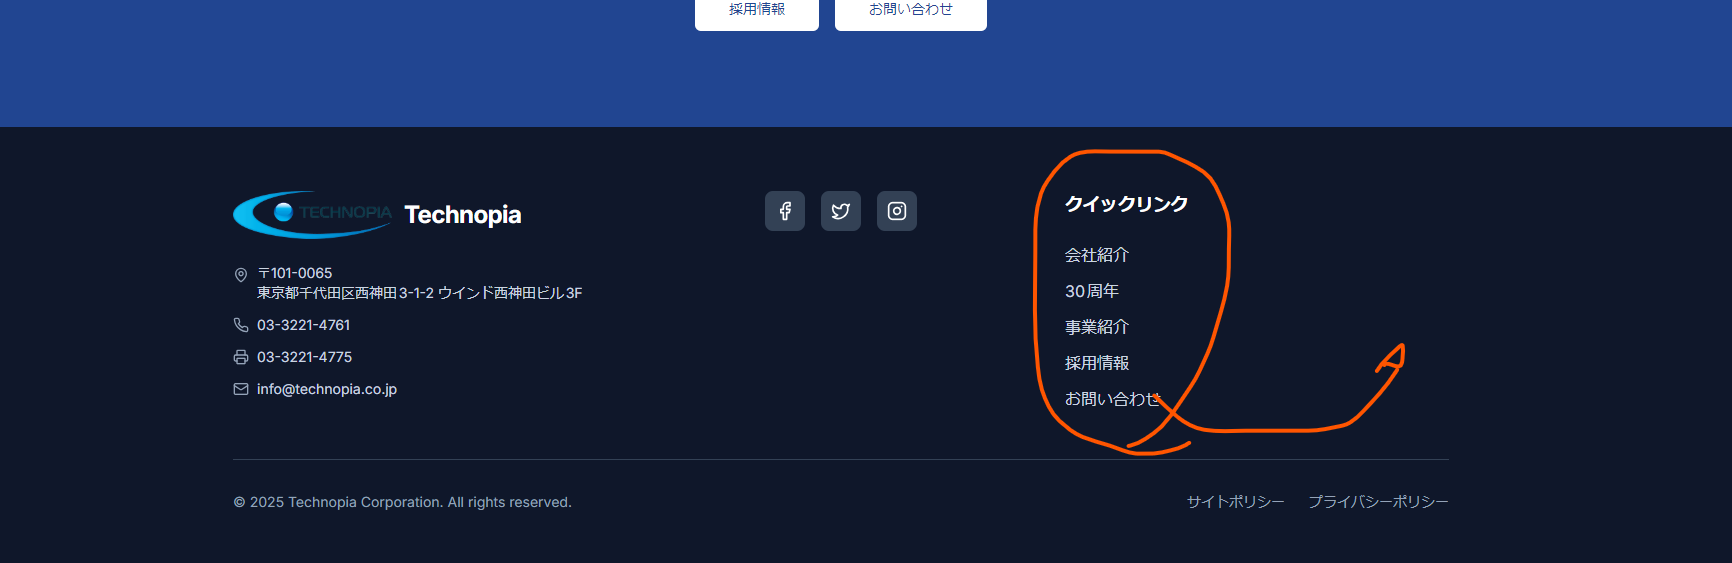 採用情報
お問い合わせ
TECHNOPIA
Technopia
〒101-0065
東京都千代田区西神田3-1-2 ウインド西神田ビル3F
03-3221-4761
03-3221-4775
info@technopia.co.jp
クイックリンク
会社紹介
30周年
事業紹介
採用情報
お問い合わせ
© 2025 Technopia Corporation. All rights reserved.
サイトポリシー
プライバシーポリシー